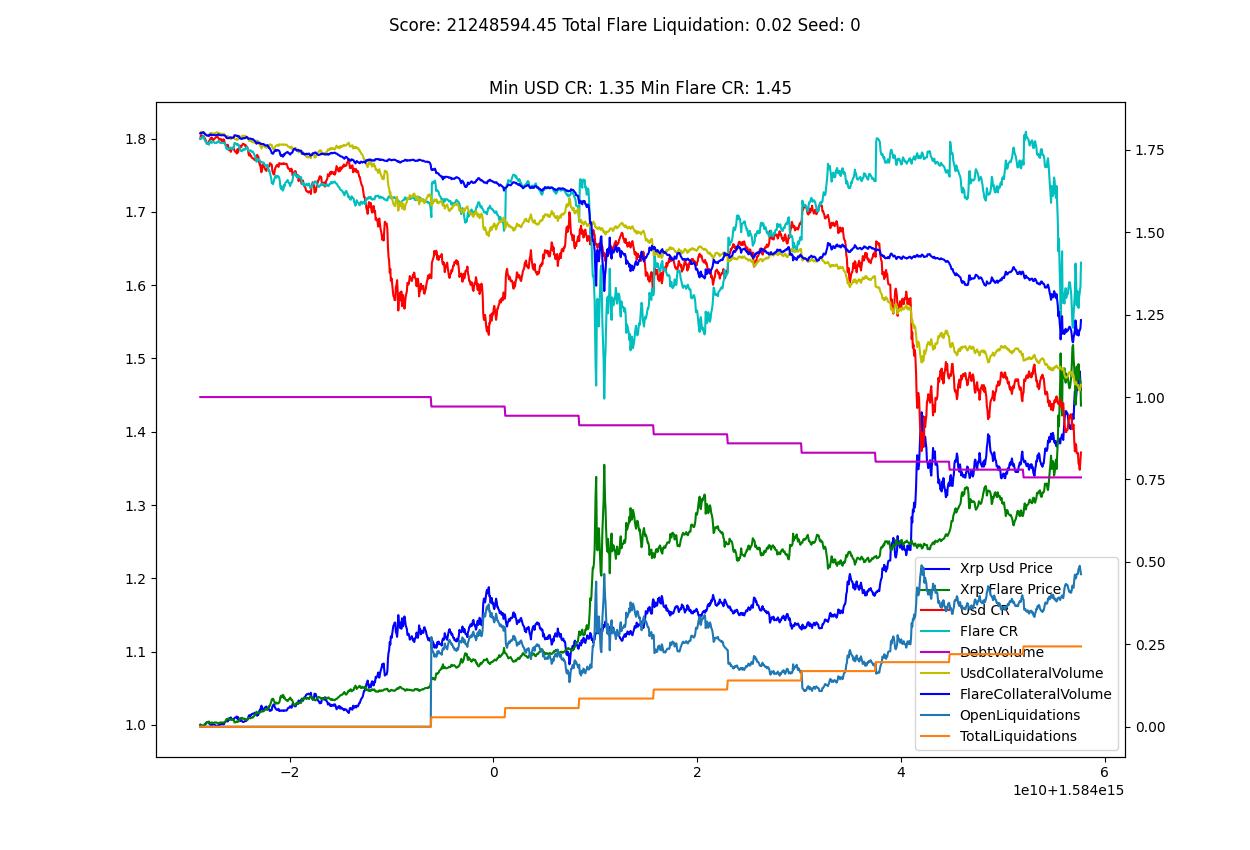 Score: 21248594.45 Total Flare Liquidation: 0.02 Seed: 0
Min USD CR: 1.35 Min Flare CR: 1.45
1.8
1.7
1.6
1.5
1.4
1.3
1.2
1.1
1.0
1.75
1.50
1.25
1.00
0.75
0.50
0.25
0.00
Xrp Usd Price
Xrp Flare Price
Usd CR
Flare CR
DebtVolume
UsdCollateralVolume
FlareCollateralVolume
OpenLiquidations
TotalLiquidations
−2 0 2 4 6
1e10+1.584e15